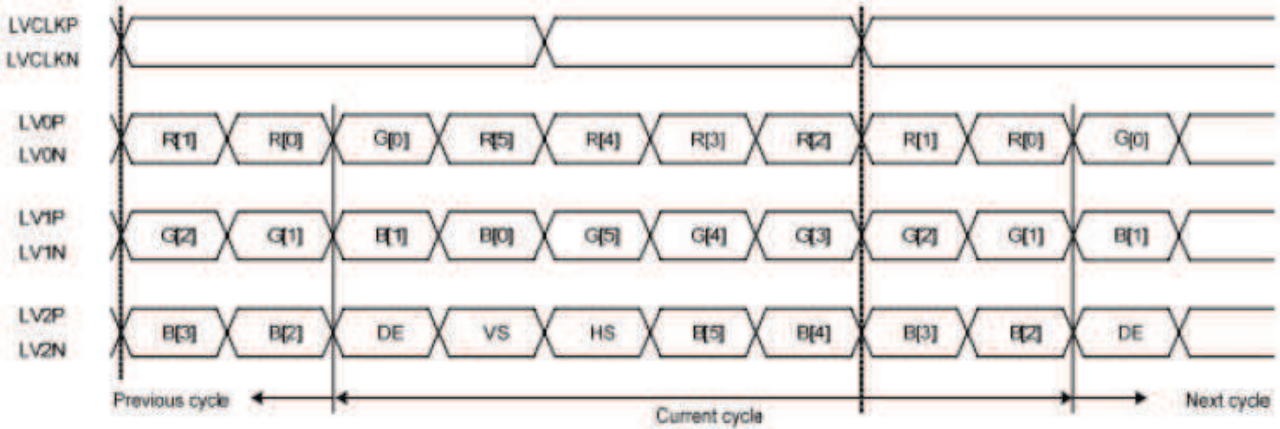 LVCLKP
LVCLKN
LV0P
LV0N
R[1] R[0] G[0] R[5] R[4] R[3] R[2] R[1] R[0] G[0]
LV1P
LV1N
G[2] G[1] B[1] B[0] G[5] G[4] G[3] G[2] G[1] B[1]
LV2P
LV2N
B[3] B[2] DE VS HS B[5] B[4] B[3] B[2] DE
Previous cycle Current cycle Next cycle